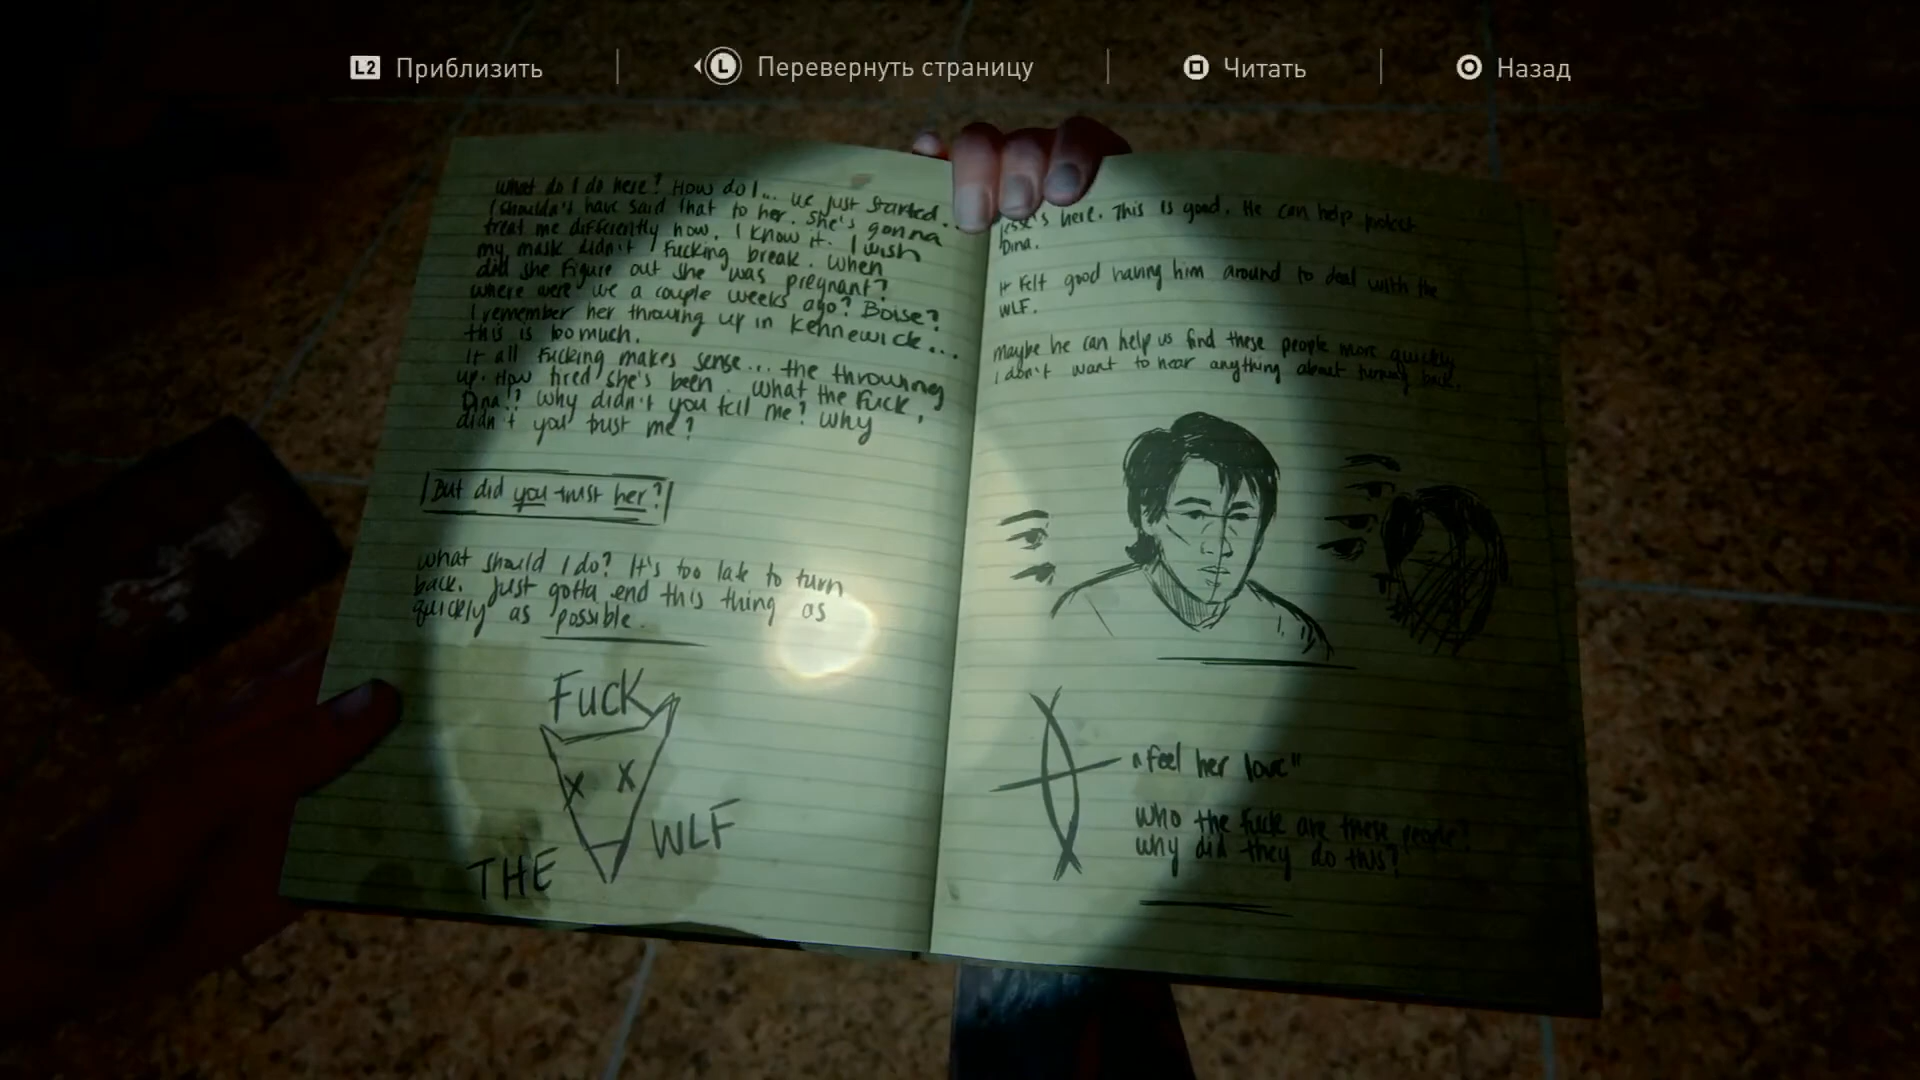 L2 Приблизить
L Перевернуть страницу
Читать
Назад
What do I do here? How do I... we just started.
I shouldn't have said that to her. She's gonna
treat me differently now. I know it. I wish
my mask didn't fucking break. When
did she figure out she was pregnant?
where were we a couple weeks ago? Boise?
I remember her throwing up in Kennewick...
this is too much.
It all fucking makes sense... the throwing
up. How tired she's been. what the fuck,
Dina!? Why didn't you tell me? Why
didn't you trust me?
But did you trust her?
what should I do? It's too late to turn
back. Just gotta end this thing as
quickly as possible.
Fuck
THE WLF
Jesse's here. This is good. He can help protect
Dina.
It felt good having him around to deal with the
WLF.
Maybe he can help us find these people more quickly
I don't want to hear anything about turning back.
"Feel her love"
Who the fuck are these people?
why did they do this?